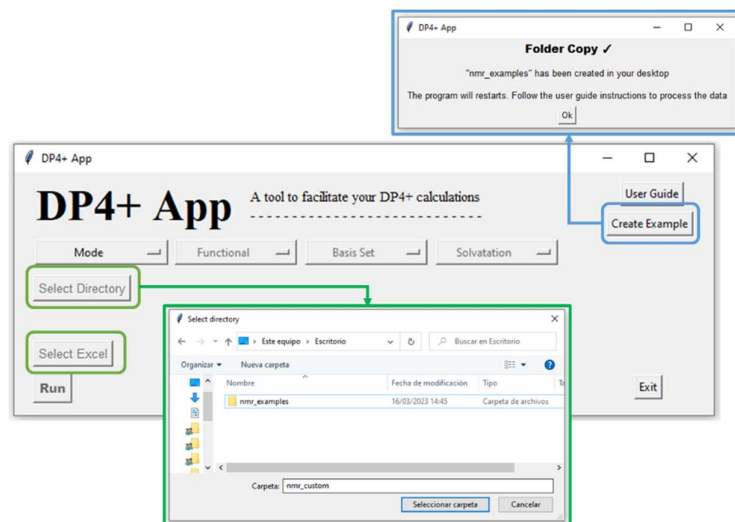 DP4+ App
Folder Copy ✓
"nmr_examples" has been created in your desktop
The program will restarts. Follow the user guide instructions to process the data
Ok
DP4+ App
DP4+ App
A tool to facilitate your DP4+ calculations
User Guide
Create Example
Mode
Functional
Basis Set
Solvatation
Select Directory
Select directory
Este equipo > Escritorio
Buscar en Escritorio
Organizar
Nueva carpeta
Nombre
Fecha de modificación
Tipo
nmr_examples
16/03/2023 14:45
Carpeta de archivos
Select Excel
Run
Exit
Carpeta: nmr_custom
Seleccionar carpeta
Cancelar